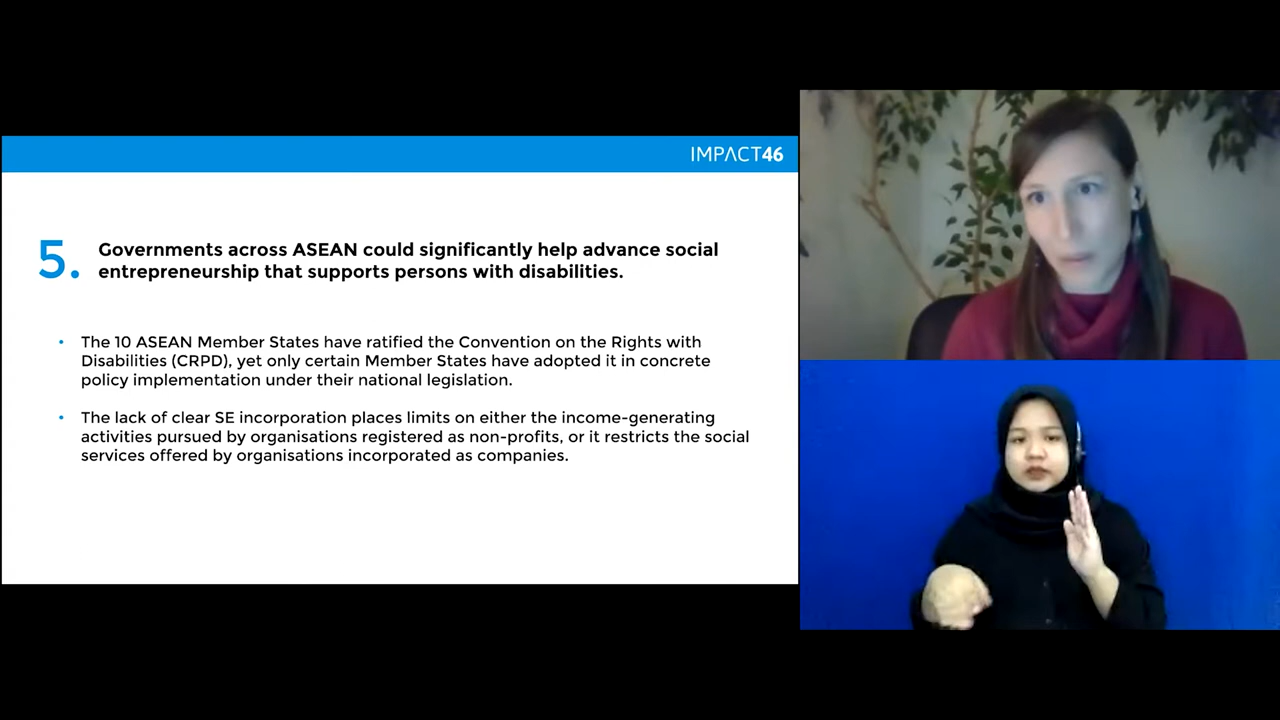 IMPACT46
5.
Governments across ASEAN could significantly help advance social
entrepreneurship that supports persons with disabilities.
• The 10 ASEAN Member States have ratified the Convention on the Rights with
Disabilities (CRPD), yet only certain Member States have adopted it in concrete
policy implementation under their national legislation.
• The lack of clear SE incorporation places limits on either the income-generating
activities pursued by organisations registered as non-profits, or it restricts the social
services offered by organisations incorporated as companies.